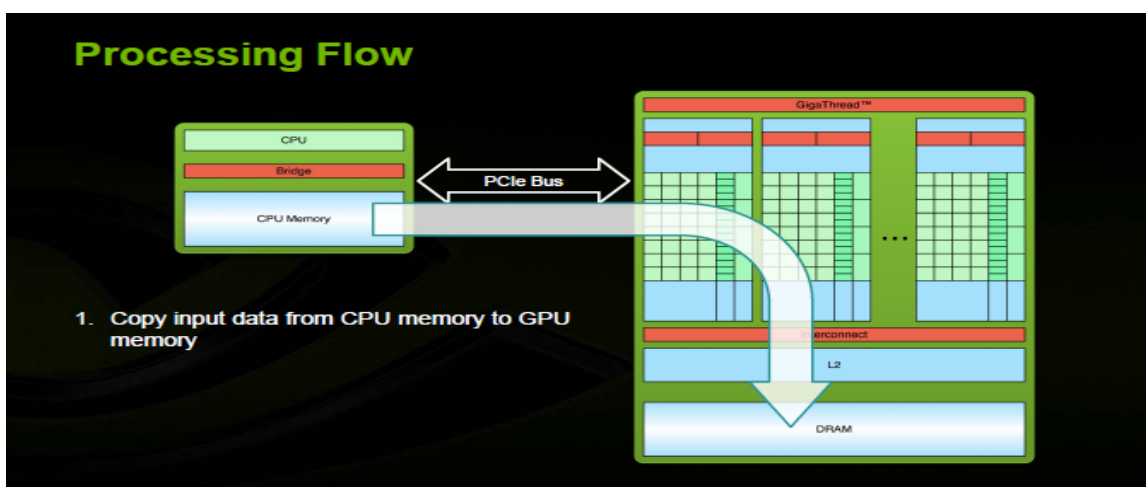 Processing Flow
GigaThread™
CPU
Bridge
PCIe Bus
CPU Memory
...
1. Copy input data from CPU memory to GPU
memory
erconnect
L2
DRAM